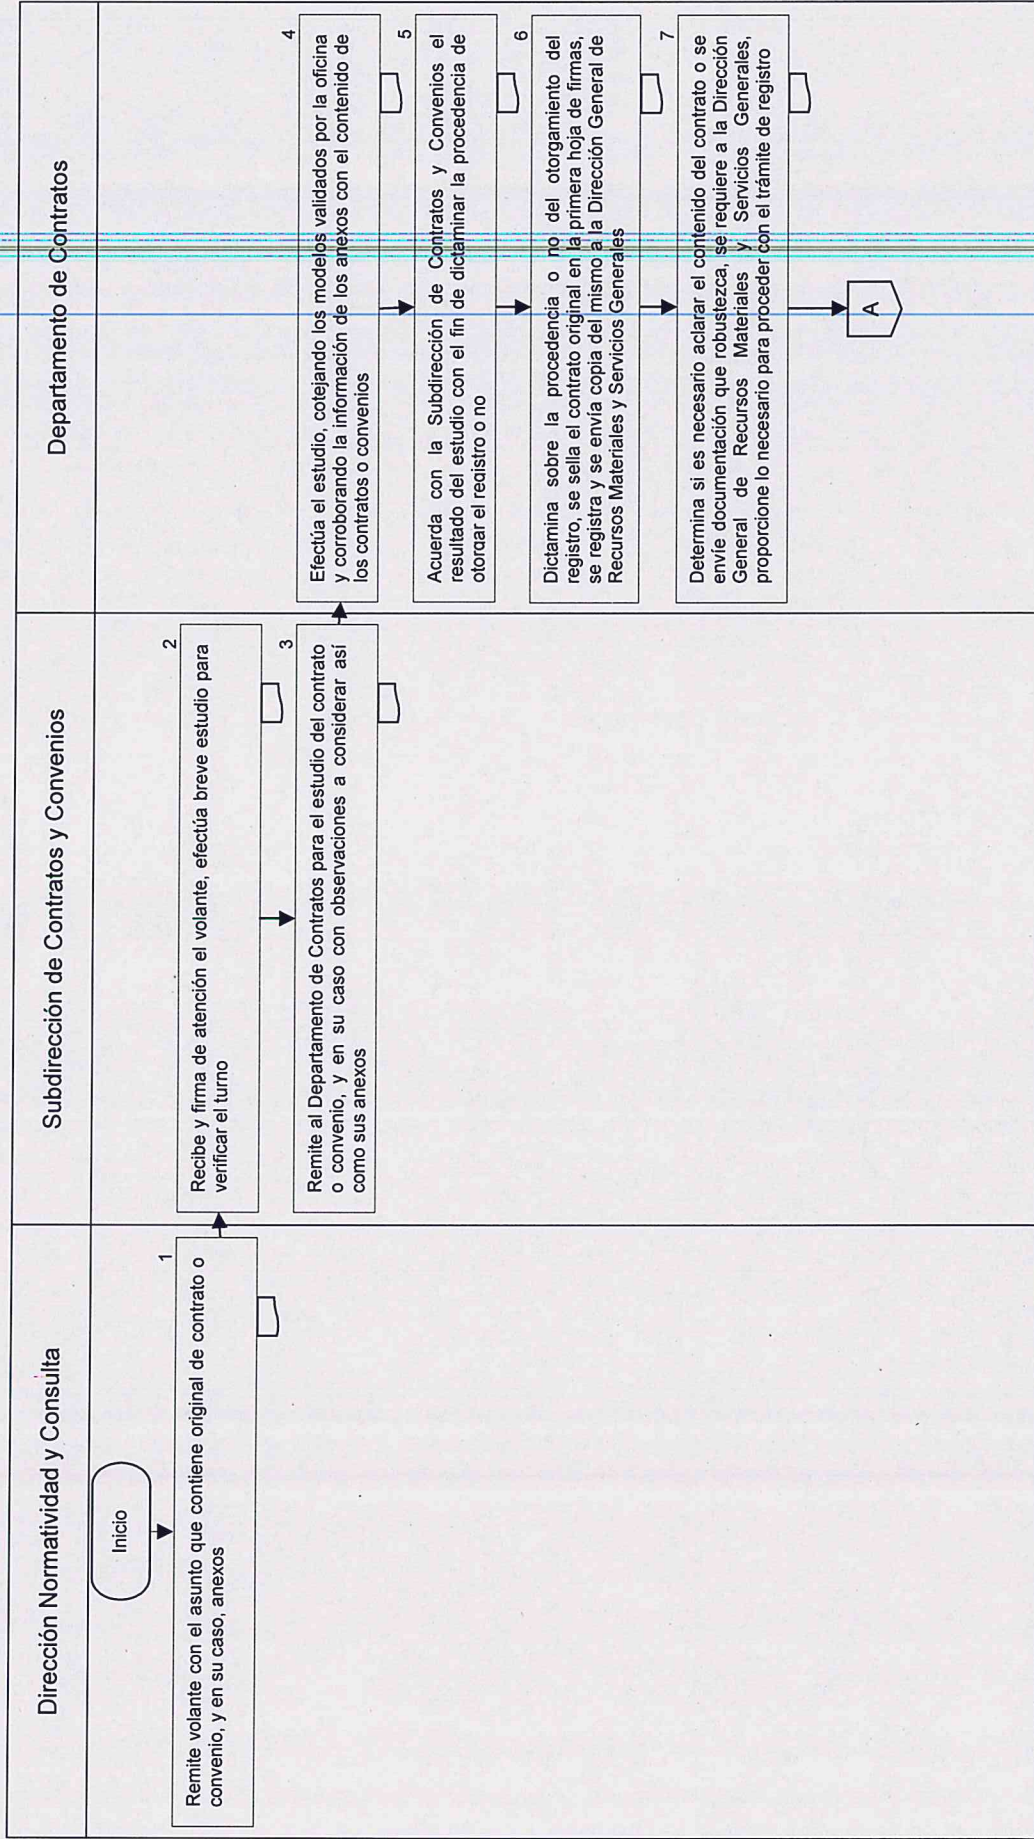 Dirección Normatividad y Consulta
Subdirección de Contratos y Convenios
Departamento de Contratos
Inicio
1
Remite volante con el asunto que contiene original de contrato o
convenio, y en su caso, anexos
2
Recibe y firma de atención el volante, efectúa breve estudio para
verificar el turno
3
Remite al Departamento de Contratos para el estudio del contrato
o convenio, y en su caso con observaciones a considerar así
como sus anexos
4
Efectúa el estudio, cotejando los modelos validados por la oficina
y corroborando la información de los anexos con el contenido de
los contratos o convenios
5
Acuerda con la Subdirección de Contratos y Convenios el
resultado del estudio con el fin de dictaminar la procedencia de
otorgar el registro o no
6
Dictamina sobre la procedencia o no del otorgamiento del
registro, se sella el contrato original en la primera hoja de firmas,
se registra y se envía copia del mismo a la Dirección General de
Recursos Materiales y Servicios Generales
7
Determina si es necesario aclarar el contenido del contrato o se
envíe documentación que robustezca, se requiere a la Dirección
General de Recursos Materiales y Servicios Generales,
proporcione lo necesario para proceder con el trámite de registro
A